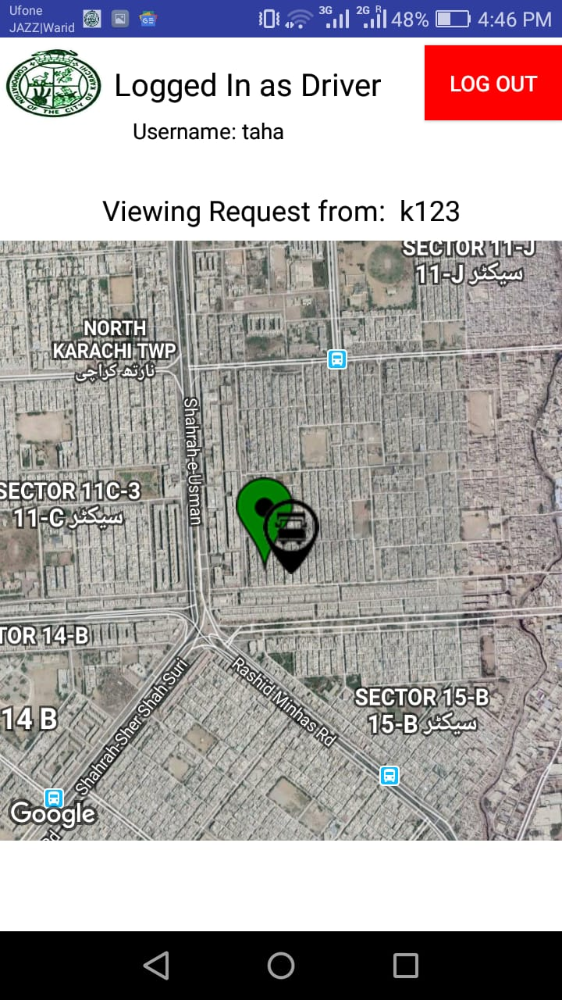 Ufone
JAZZ|Warid
3G
2G R
48%
4:46 PM
CORPORATION OF THE CITY OF KARACHI
Logged In as Driver
LOG OUT
Username: taha
Viewing Request from: k123
SECTOR 11-J
11-J سیکٹر
NORTH
KARACHI TWP
نارتھ کراچی
Shahrah-e-Usman
SECTOR 11C-3
11-C سیکٹر
TOR 14-B
Shahrah-Sher Shah Suri
Rashid Minhas Rd
SECTOR 15-B
15-B سیکٹر
14 B
Google